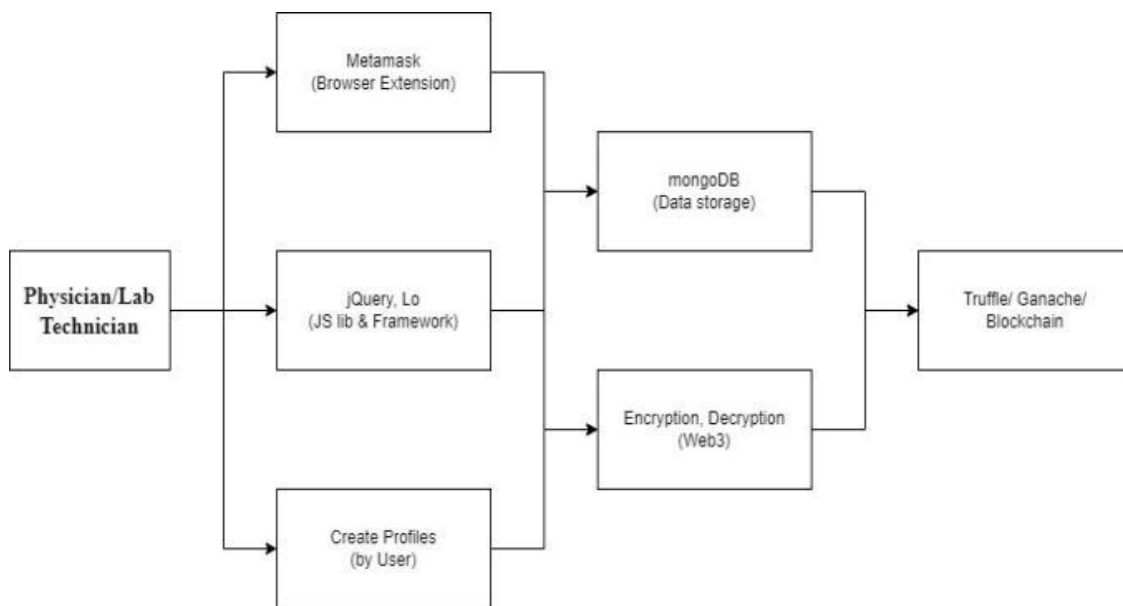 Metamask
(Browser Extension)
mongoDB
(Data storage)
Physician/Lab
Technician
jQuery, Lo
(JS lib & Framework)
Truffle/ Ganache/
Blockchain
Encryption, Decryption
(Web3)
Create Profiles
(by User)